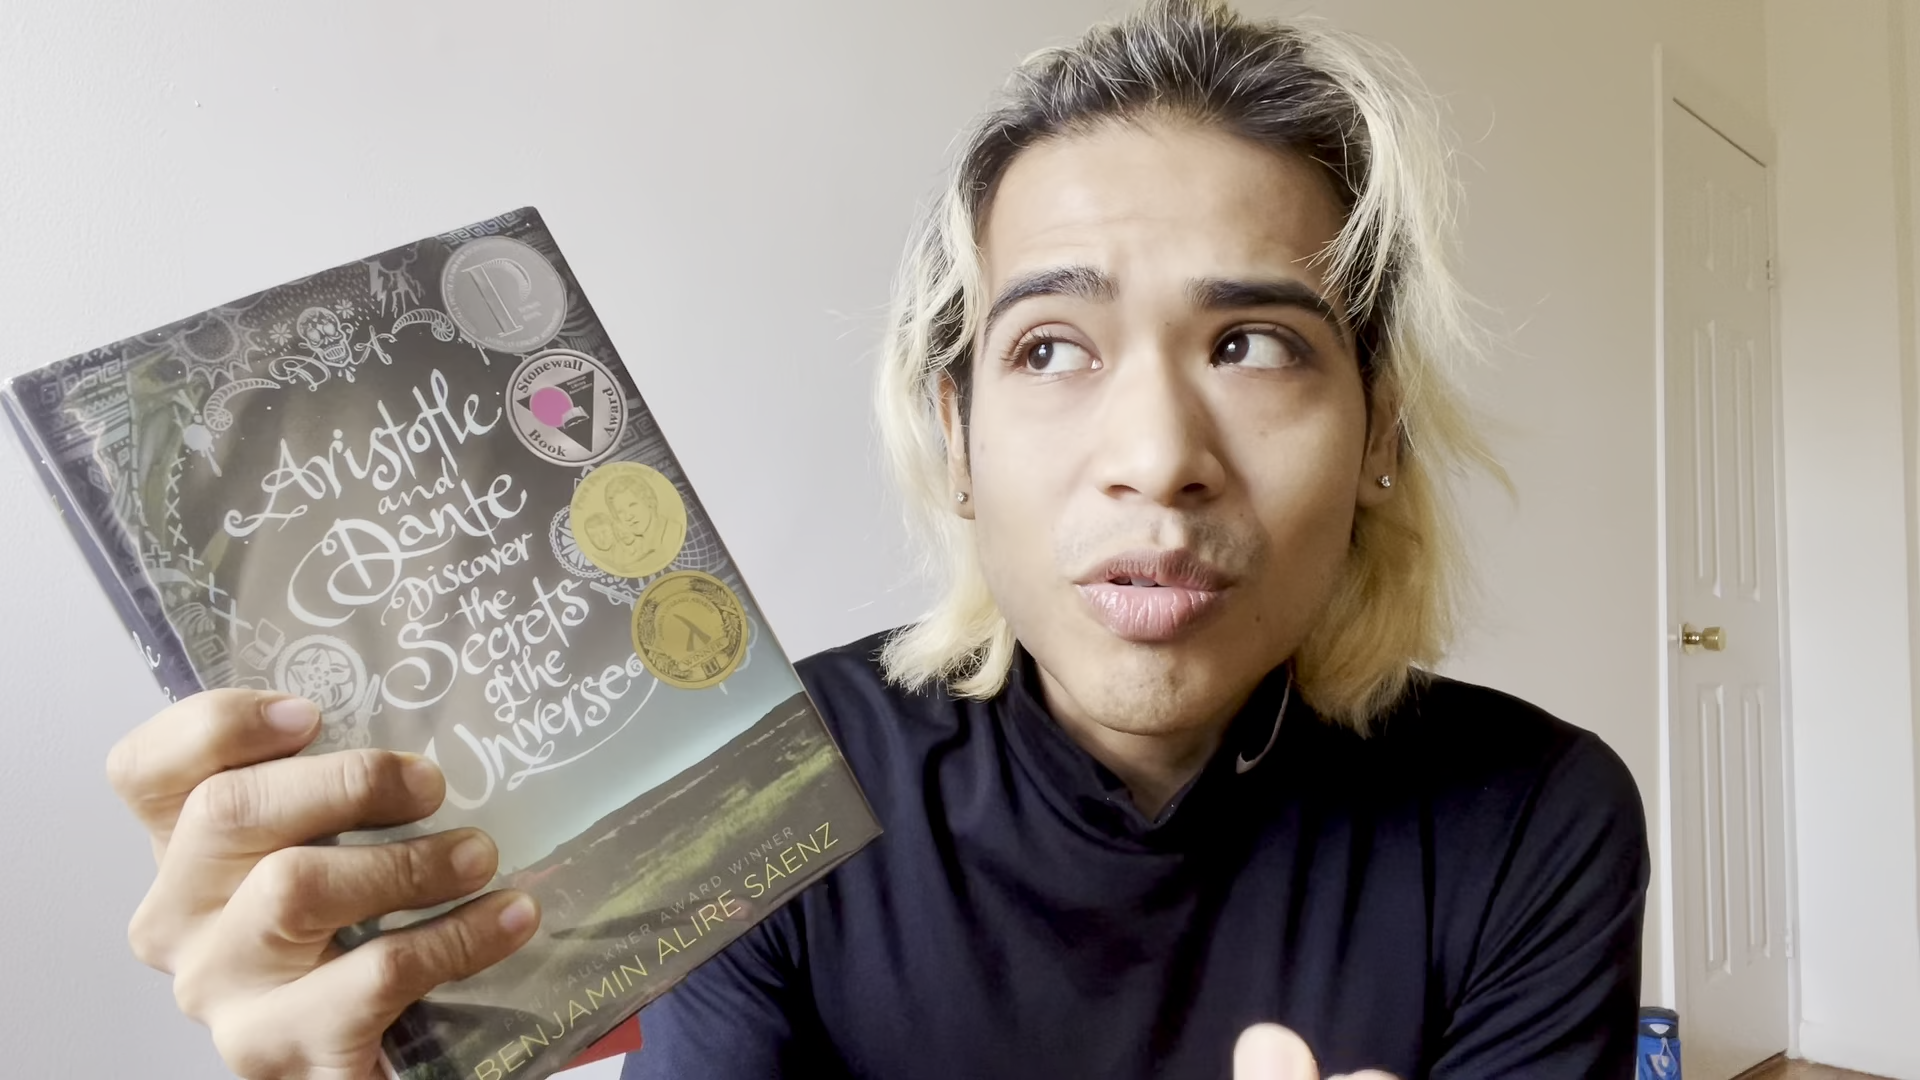 Aristotle
and
Dante
Discover
the
Secrets
of the
Universe
Stonewall
Book
Award
PEN/FAULKNER AWARD WINNER
BENJAMIN ALIRE SÁENZ